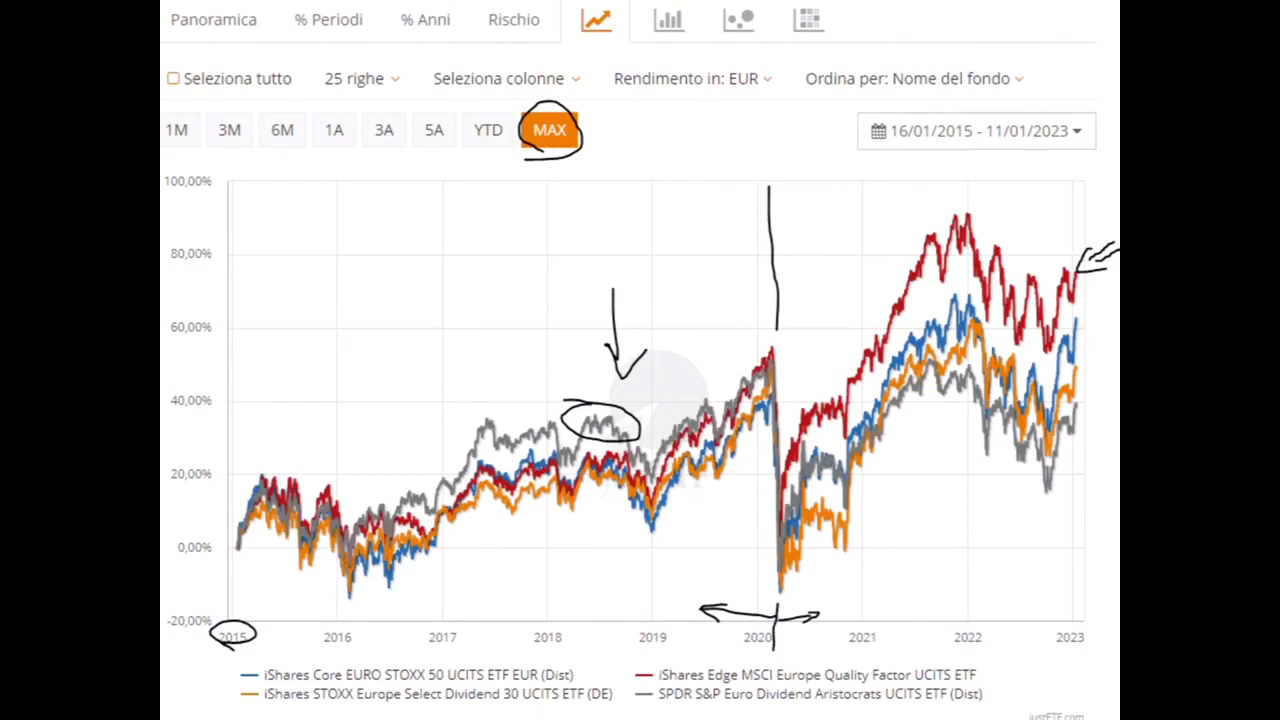 Panoramica % Periodi % Anni Rischio
Seleziona tutto 25 righe Seleziona colonne Rendimento in: EUR Ordina per: Nome del fondo
1M 3M 6M 1A 3A 5A YTD MAX 16/01/2015 - 11/01/2023
100,00%
80,00%
60,00%
40,00%
20,00%
0,00%
-20,00%
2015 2016 2017 2018 2019 2020 2021 2022 2023
iShares Core EURO STOXX 50 UCITS ETF EUR (Dist) iShares Edge MSCI Europe Quality Factor UCITS ETF
iShares STOXX Europe Select Dividend 30 UCITS ETF (DE) SPDR S&P Euro Dividend Aristocrats UCITS ETF (Dist)
justETF.com